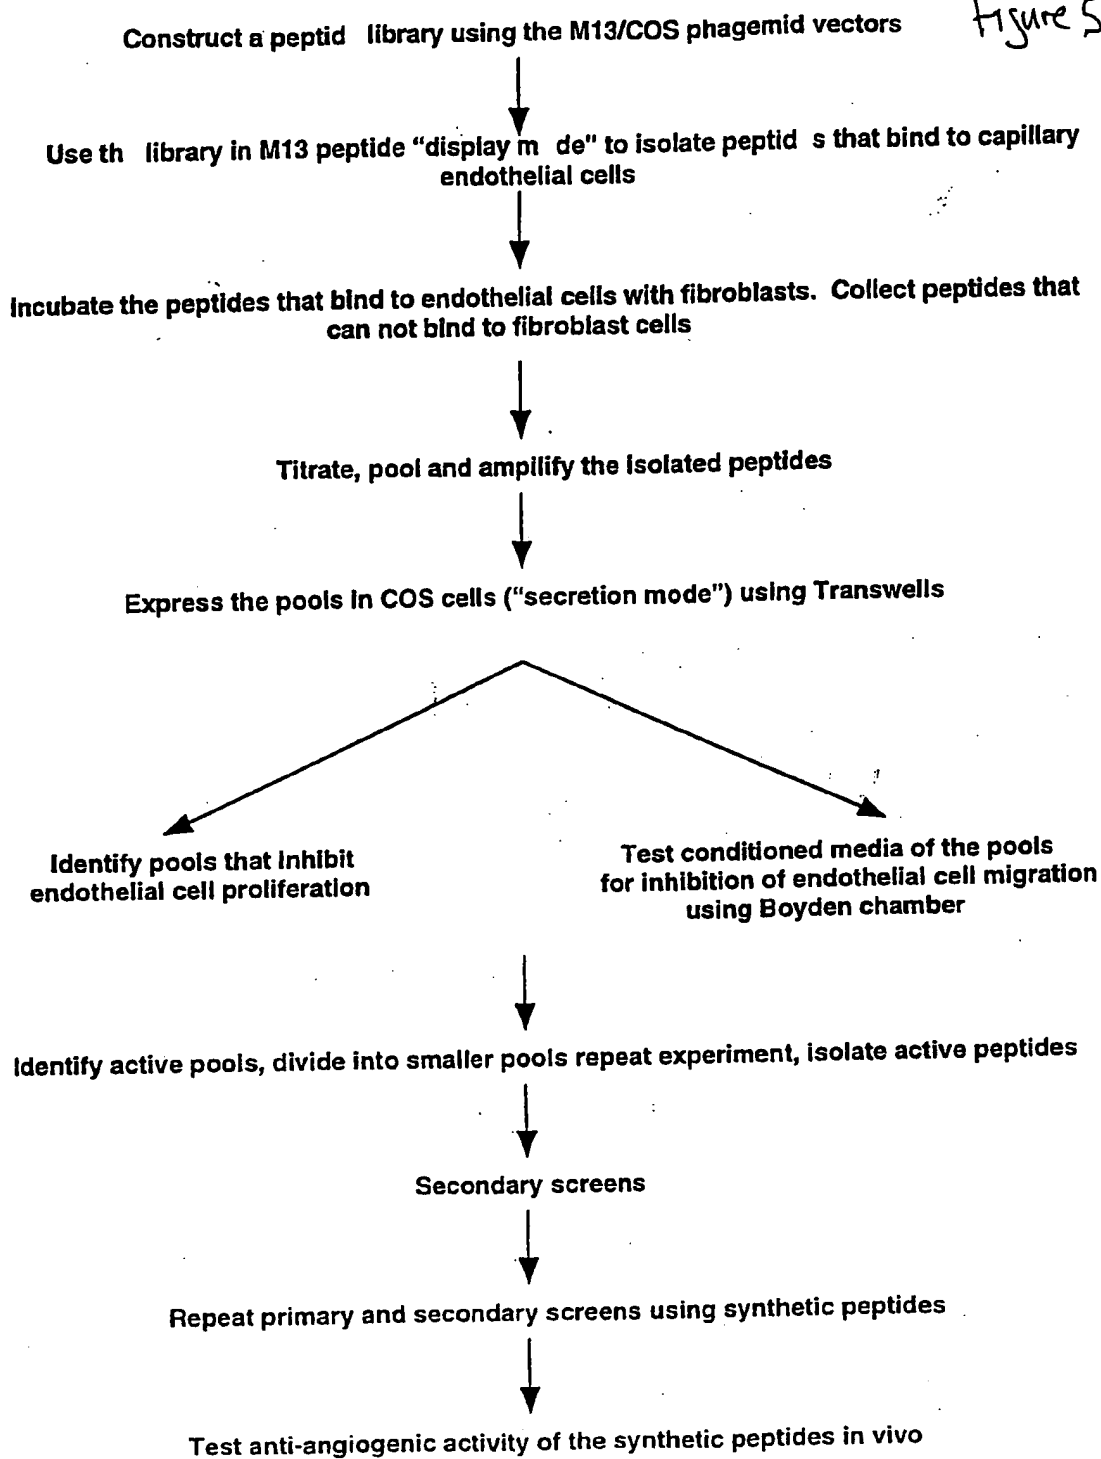 Figure 5
Construct a peptid library using the M13/COS phagemid vectors
Use th library in M13 peptide “display m de" to isolate peptid s that bind to capillary
endothelial cells
Incubate the peptides that bind to endothelial cells with fibroblasts. Collect peptides that
can not bind to fibroblast cells
Titrate, pool and ampilify the isolated peptides
Express the pools in COS cells (“secretion mode”) using Transwells
Identify pools that inhibit
endothelial cell proliferation
Test conditioned media of the pools
for inhibition of endothelial cell migration
using Boyden chamber
Identify active pools, divide into smaller pools repeat experiment, isolate active peptides
Secondary screens
Repeat primary and secondary screens using synthetic peptides
Test anti-angiogenic activity of the synthetic peptides in vivo